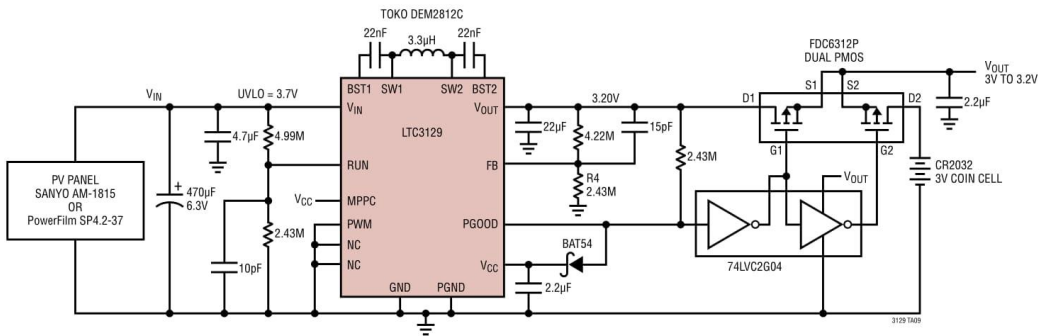 TOKO DEM2812C
3.3µH
22nF
22nF
BST1 SW1 SW2 BST2
VIN
UVLO = 3.7V
VIN
LTC3129
VOUT
3.20V
FDC6312P
DUAL PMOS
VOUT
3V TO 3.2V
D1
S1
S2
D2
G1
G2
2.2µF
4.7µF
4.99M
22µF
4.22M
15pF
2.43M
RUN
FB
R4
2.43M
CR2032
3V COIN CELL
PV PANEL
SANYO AM-1815
OR
PowerFilm SP4.2-37
+
470µF
6.3V
VCC
MPPC
VOUT
PWM
PGOOD
2.43M
NC
NC
BAT54
74LVC2G04
10pF
VCC
2.2µF
GND
PGND
3129 TA09